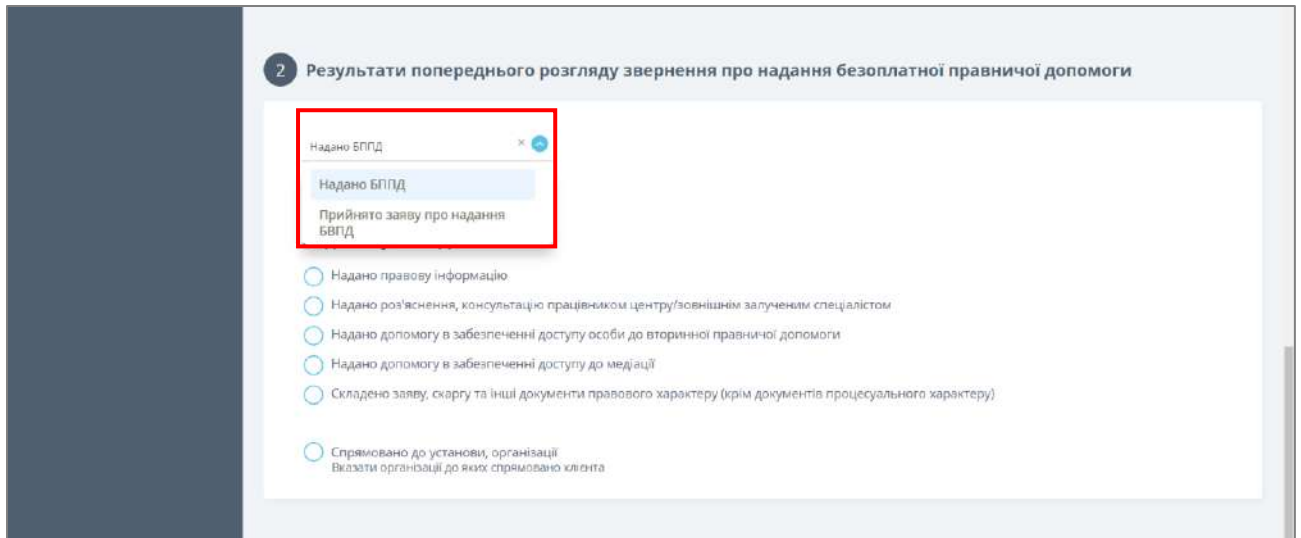 2 Результати попереднього розгляду звернення про надання безоплатної правничої допомоги
Надано БППД ×
Надано БППД
Прийнято заяву про надання
БВПД
Надано правову інформацію
Надано роз'яснення, консультацію працівником центру/зовнішнім залученим спеціалістом
Надано допомогу в забезпеченні доступу особи до вторинної правничої допомоги
Надано допомогу в забезпеченні доступу до медіації
Складено заяву, скаргу та інші документи правового характеру (крім документів процесуального характеру)
Спрямовано до установи, організації
Вказати організації до яких спрямовано клієнта